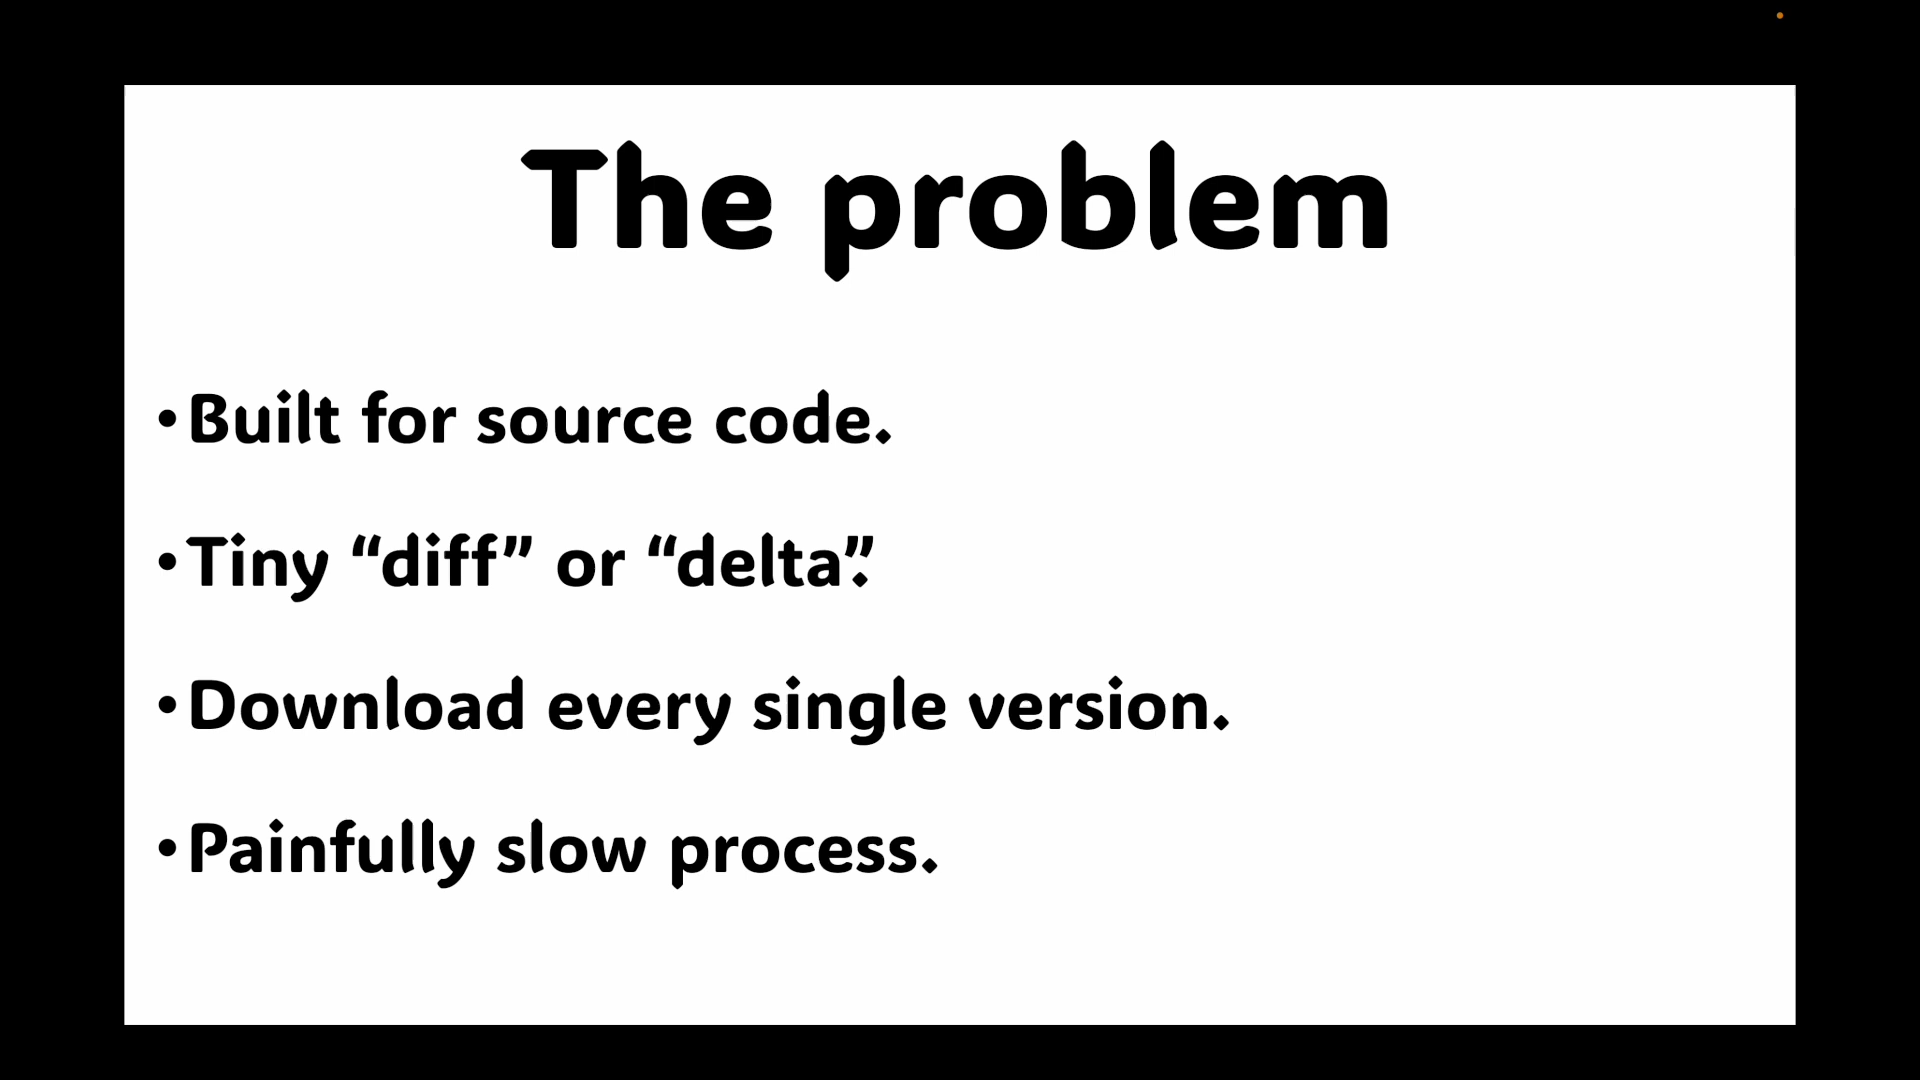 The problem
• Built for source code.
• Tiny “diff” or “delta”.
• Download every single version.
• Painfully slow process.